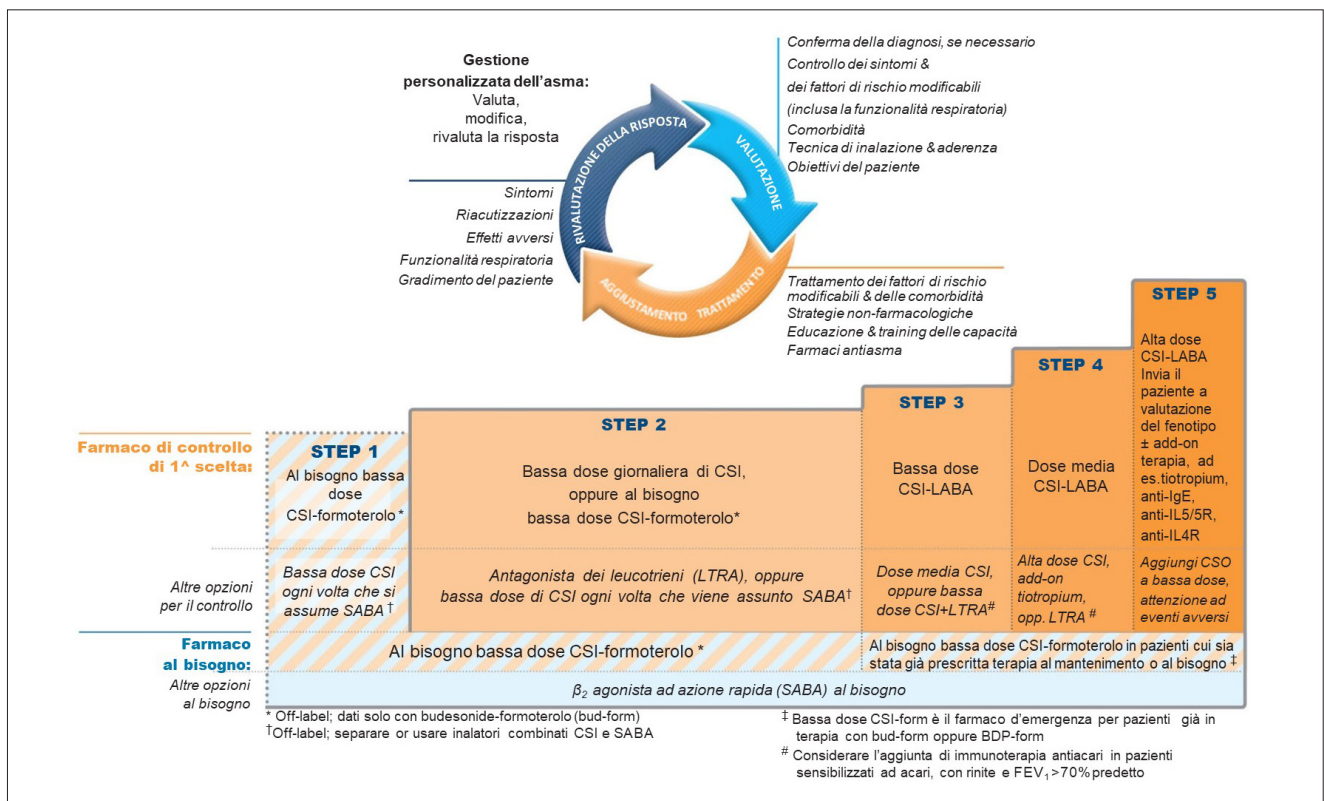 Gestione
personalizzata dell'asma:
Valuta,
modifica,
rivaluta la risposta
Conferma della diagnosi, se necessario
Controllo dei sintomi &
dei fattori di rischio modificabili
(inclusa la funzionalità respiratoria)
Comorbidità
Tecnica di inalazione & aderenza
Obiettivi del paziente
RIVALUTAZIONE DELLA RISPOSTA
VALUTAZIONE
AGGIUSTAMENTO TRATTAMENTO
Sintomi
Riacutizzazioni
Effetti avversi
Funzionalità respiratoria
Gradimento del paziente
Trattamento dei fattori di rischio
modificabili & delle comorbidità
Strategie non-farmacologiche
Educazione & training delle capacità
Farmaci antiasma
Farmaco di controllo
di 1^ scelta:
STEP 1
Al bisogno bassa
dose
CSI-formoterolo *
STEP 2
Bassa dose giornaliera di CSI,
oppure al bisogno
bassa dose CSI-formoterolo*
STEP 3
Bassa dose
CSI-LABA
STEP 4
Dose media
CSI-LABA
STEP 5
Alta dose
CSI-LABA
Invia il
paziente a
valutazione
del fenotipo
± add-on
terapia, ad
es.tiotropium,
anti-IgE,
anti-IL5/5R,
anti-IL4R
Altre opzioni
per il controllo
Bassa dose CSI
ogni volta che si
assume SABA †
Antagonista dei leucotrieni (LTRA), oppure
bassa dose di CSI ogni volta che viene assunto SABA†
Dose media CSI,
oppure bassa
dose CSI+LTRA#
Alta dose CSI,
add-on
tiotropium,
opp. LTRA #
Aggiungi CSO
a bassa dose,
attenzione ad
eventi avversi
Farmaco
al bisogno:
Al bisogno bassa dose CSI-formoterolo *
Al bisogno bassa dose CSI-formoterolo in pazienti cui sia
stata già prescritta terapia al mantenimento o al bisogno ‡
Altre opzioni
al bisogno
β2 agonista ad azione rapida (SABA) al bisogno
* Off-label; dati solo con budesonide-formoterolo (bud-form)
†Off-label; separare or usare inalatori combinati CSI e SABA
‡ Bassa dose CSI-form è il farmaco d'emergenza per pazienti già in
terapia con bud-form oppure BDP-form
# Considerare l'aggiunta di immunoterapia antiacari in pazienti
sensibilizzati ad acari, con rinite e FEV1 >70% predetto